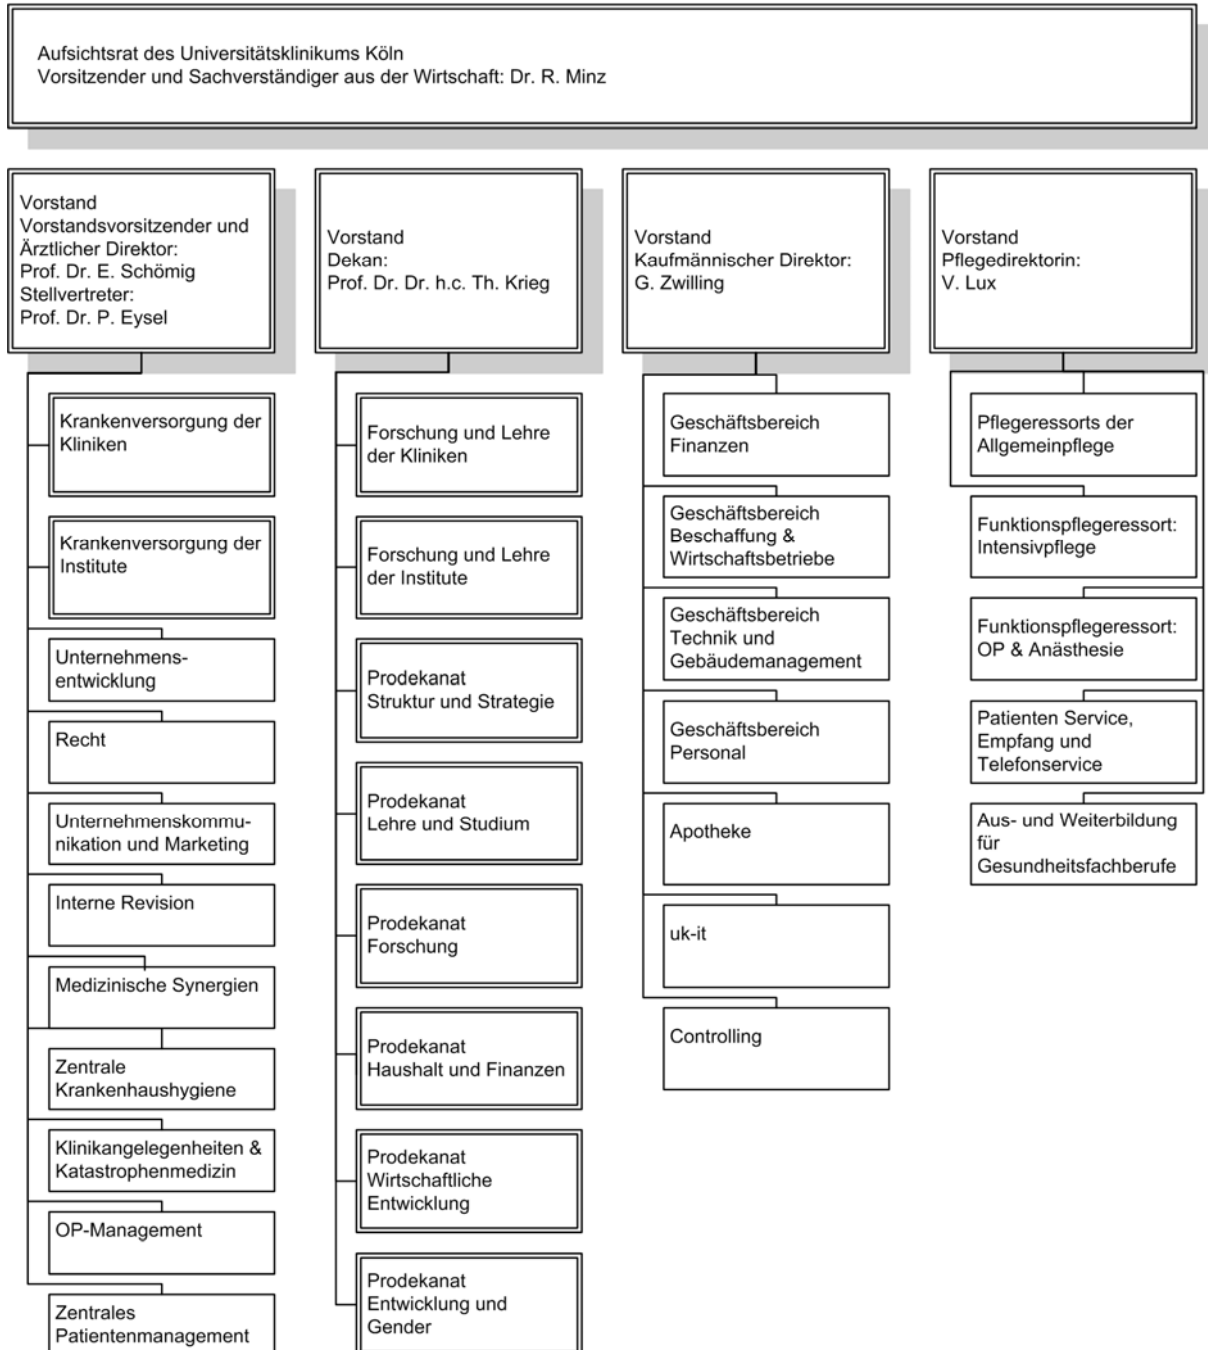 Aufsichtsrat des Universitätsklinikums Köln
Vorsitzender und Sachverständiger aus der Wirtschaft: Dr. R. Minz
Vorstand
Vorstandsvorsitzender und
Ärztlicher Direktor:
Prof. Dr. E. Schömig
Stellvertreter:
Prof. Dr. P. Eysel
Krankenversorgung der
Kliniken
Krankenversorgung der
Institute
Unternehmens-
entwicklung
Recht
Unternehmenskommu-
nikation und Marketing
Interne Revision
Medizinische Synergien
Zentrale
Krankenhaushygiene
Klinikangelegenheiten &
Katastrophenmedizin
OP-Management
Zentrales
Patientenmanagement
Vorstand
Dekan:
Prof. Dr. Dr. h.c. Th. Krieg
Forschung und Lehre
der Kliniken
Forschung und Lehre
der Institute
Prodekanat
Struktur und Strategie
Prodekanat
Lehre und Studium
Prodekanat
Forschung
Prodekanat
Haushalt und Finanzen
Prodekanat
Wirtschaftliche
Entwicklung
Prodekanat
Entwicklung und
Gender
Vorstand
Kaufmännischer Direktor:
G. Zwilling
Geschäftsbereich
Finanzen
Geschäftsbereich
Beschaffung &
Wirtschaftsbetriebe
Geschäftsbereich
Technik und
Gebäudemanagement
Geschäftsbereich
Personal
Apotheke
uk-it
Controlling
Vorstand
Pflegedirektorin:
V. Lux
Pflegeressorts der
Allgemeinpflege
Funktionspflegeressort:
Intensivpflege
Funktionspflegeressort:
OP & Anästhesie
Patienten Service,
Empfang und
Telefonservice
Aus- und Weiterbildung
für
Gesundheitsfachberufe